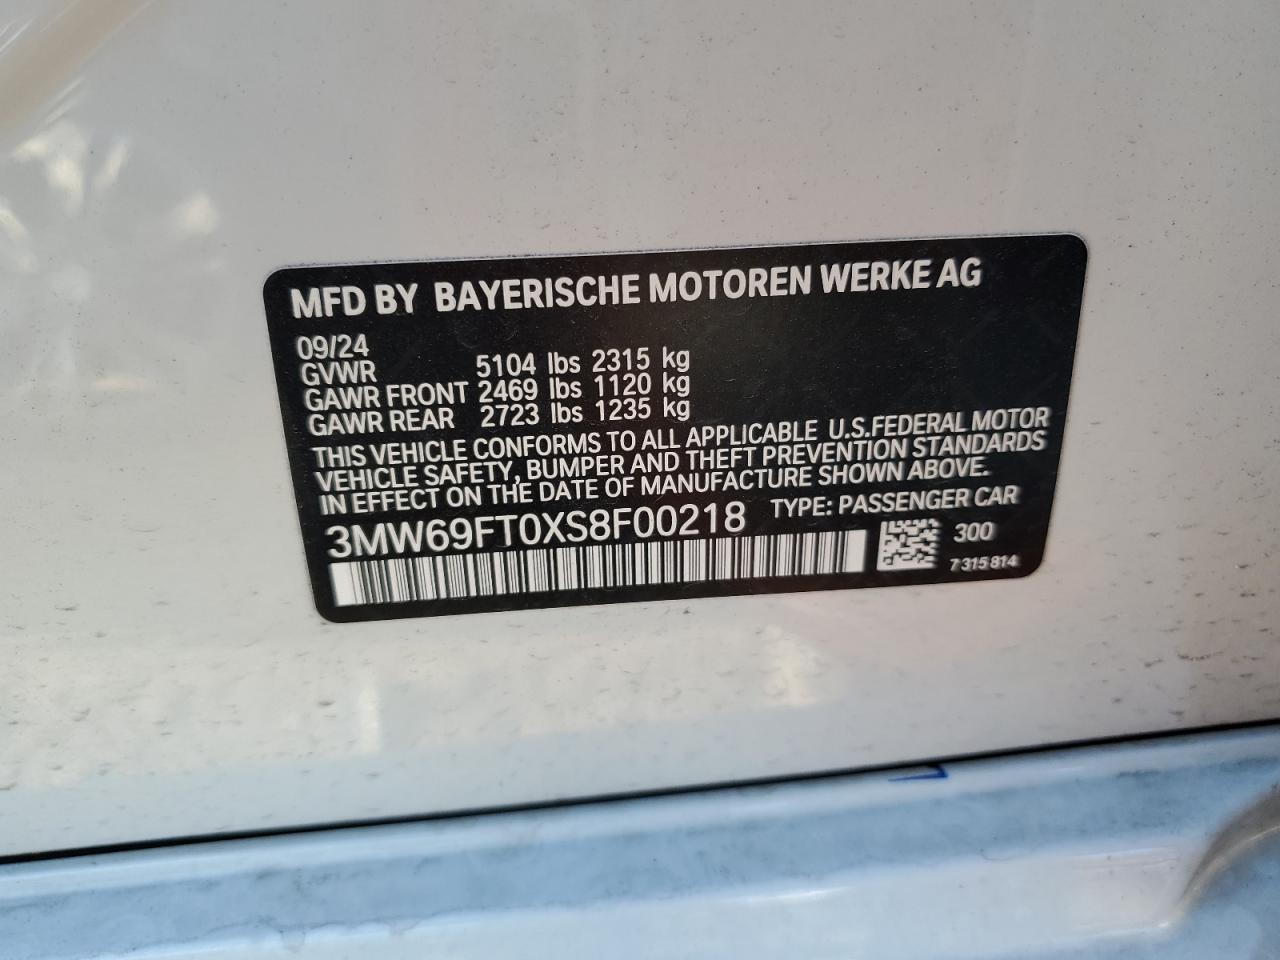 MFD BY BAYERISCHE MOTOREN WERKE AG
09/24
GVWR 5104 lbs 2315 kg
GAWR FRONT 2469 lbs 1120 kg
GAWR REAR 2723 lbs 1235 kg
THIS VEHICLE CONFORMS TO ALL APPLICABLE U.S.FEDERAL MOTOR
VEHICLE SAFETY, BUMPER AND THEFT PREVENTION STANDARDS
IN EFFECT ON THE DATE OF MANUFACTURE SHOWN ABOVE.
3MW69FT0XS8F00218 TYPE: PASSENGER CAR
300
7 315 814